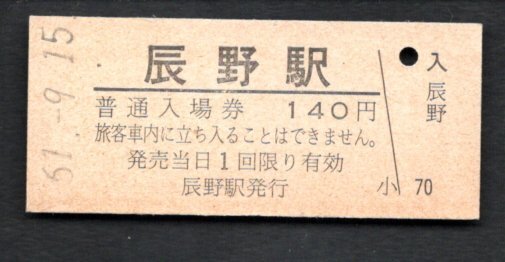 61.-9.15
辰野駅
普通入場券 140円
旅客車内に立ち入ることはできません。
発売当日1回限り有効
辰野駅発行
小
入
辰野
70